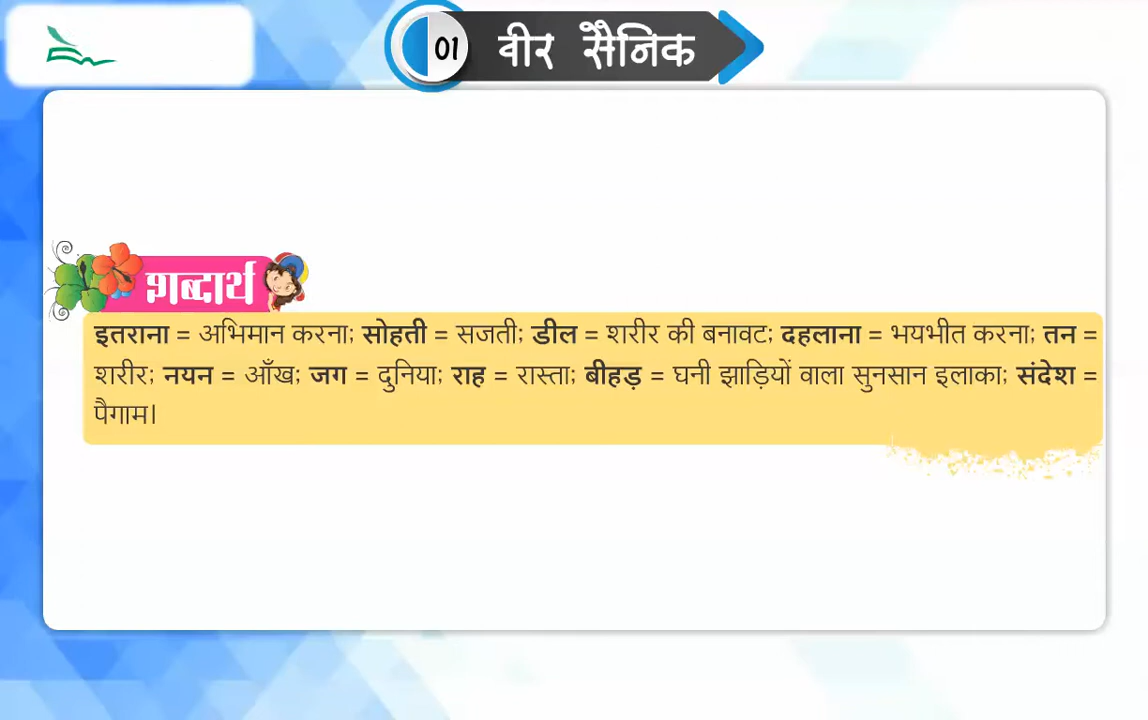 01 वीर सैनिक
शब्दार्थ
इतराना = अभिमान करना; सोहती = सजती; डील = शरीर की बनावट; दहलाना = भयभीत करना; तन =
शरीर; नयन = आँख; जग = दुनिया; राह = रास्ता; बीहड़ = घनी झाड़ियों वाला सुनसान इलाका; संदेश =
पैगाम।